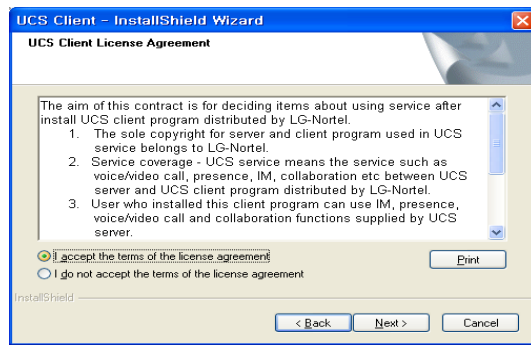 UCS Client - InstallShield Wizard
UCS Client License Agreement
The aim of this contract is for deciding items about using service after
install UCS client program distributed by LG-Nortel.
1. The sole copyright for server and client program used in UCS
service belongs to LG-Nortel.
2. Service coverage - UCS service means the service such as
voice/video call, presence, IM, collaboration etc between UCS
server and UCS client program distributed by LG-Nortel.
3. User who installed this client program can use IM, presence,
voice/video call and collaboration functions supplied by UCS
server.
I accept the terms of the license agreement
Print
I do not accept the terms of the license agreement
InstallShield
< Back
Next >
Cancel